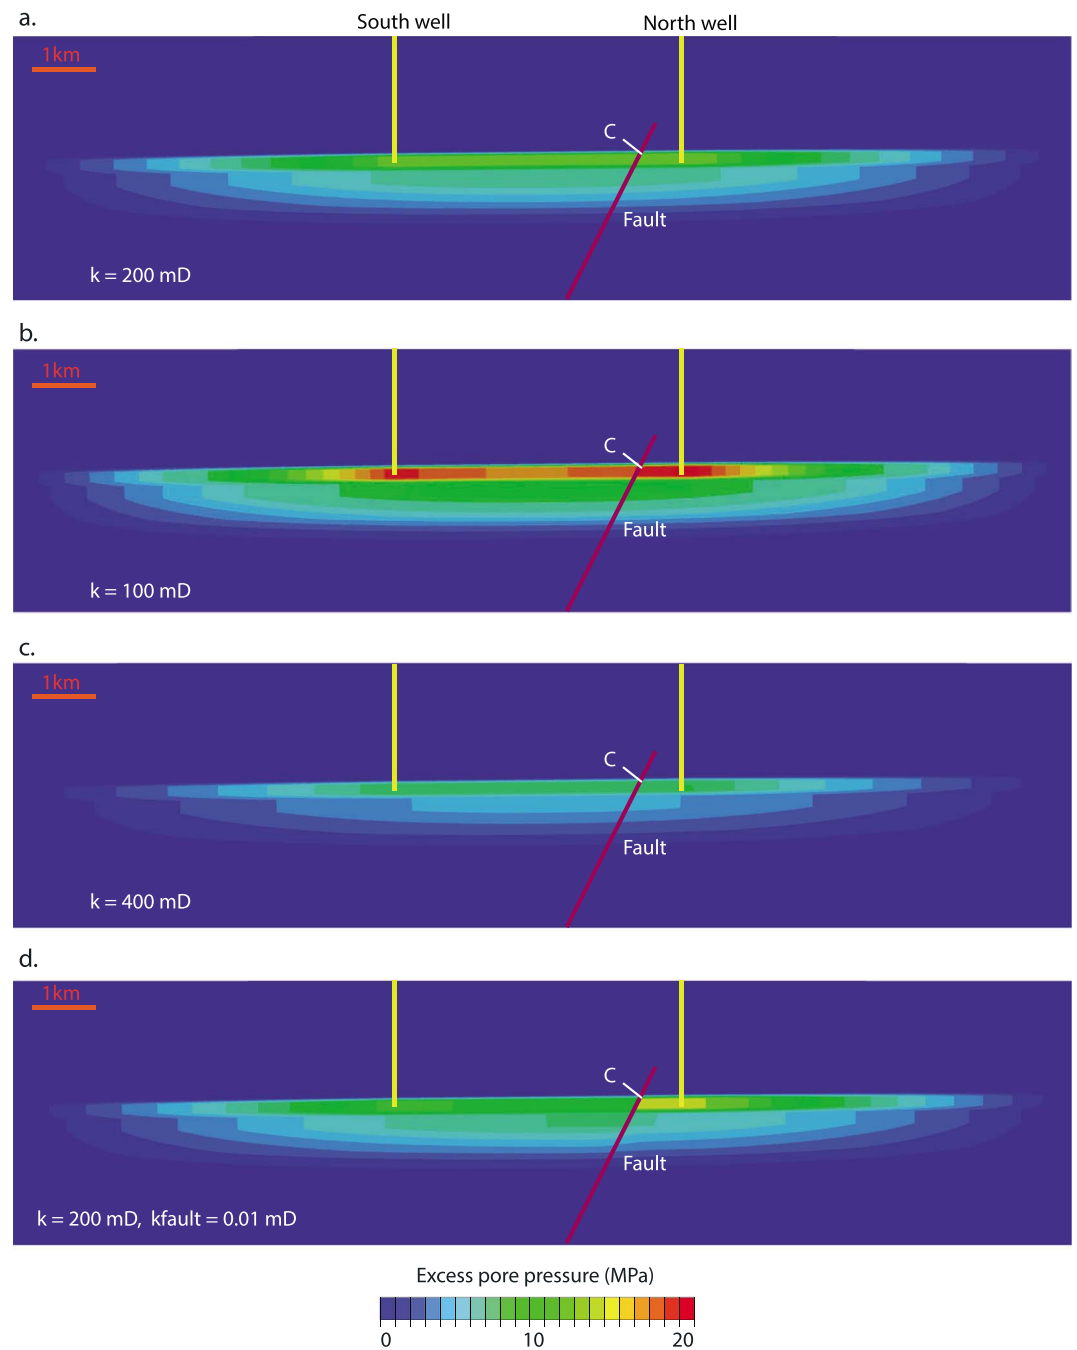 a.
South well
North well
1km
C
Fault
k = 200 mD
b.
1km
C
Fault
k = 100 mD
c.
1km
C
Fault
k = 400 mD
d.
1km
C
Fault
k = 200 mD, kfault = 0.01 mD
Excess pore pressure (MPa)
0 10 20